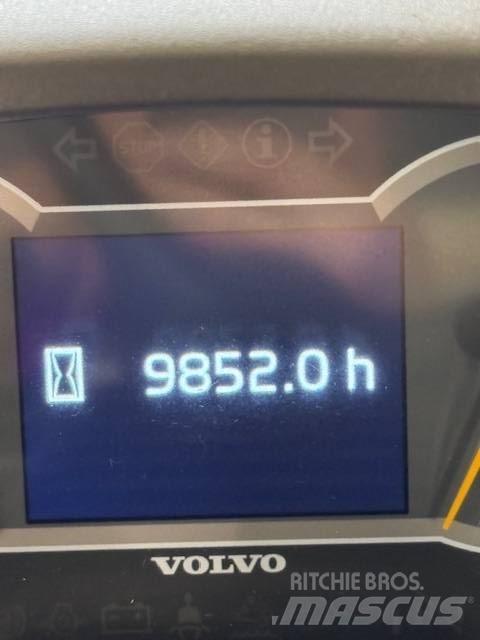 STOP
9852.0 h
VOLVO
RITCHIE BROS.
MASCUS